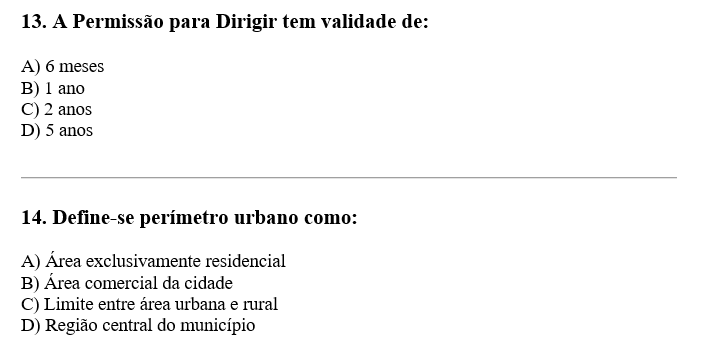 13. A Permissão para Dirigir tem validade de:
A) 6 meses
B) 1 ano
C) 2 anos
D) 5 anos
14. Define-se perímetro urbano como:
A) Área exclusivamente residencial
B) Área comercial da cidade
C) Limite entre área urbana e rural
D) Região central do município